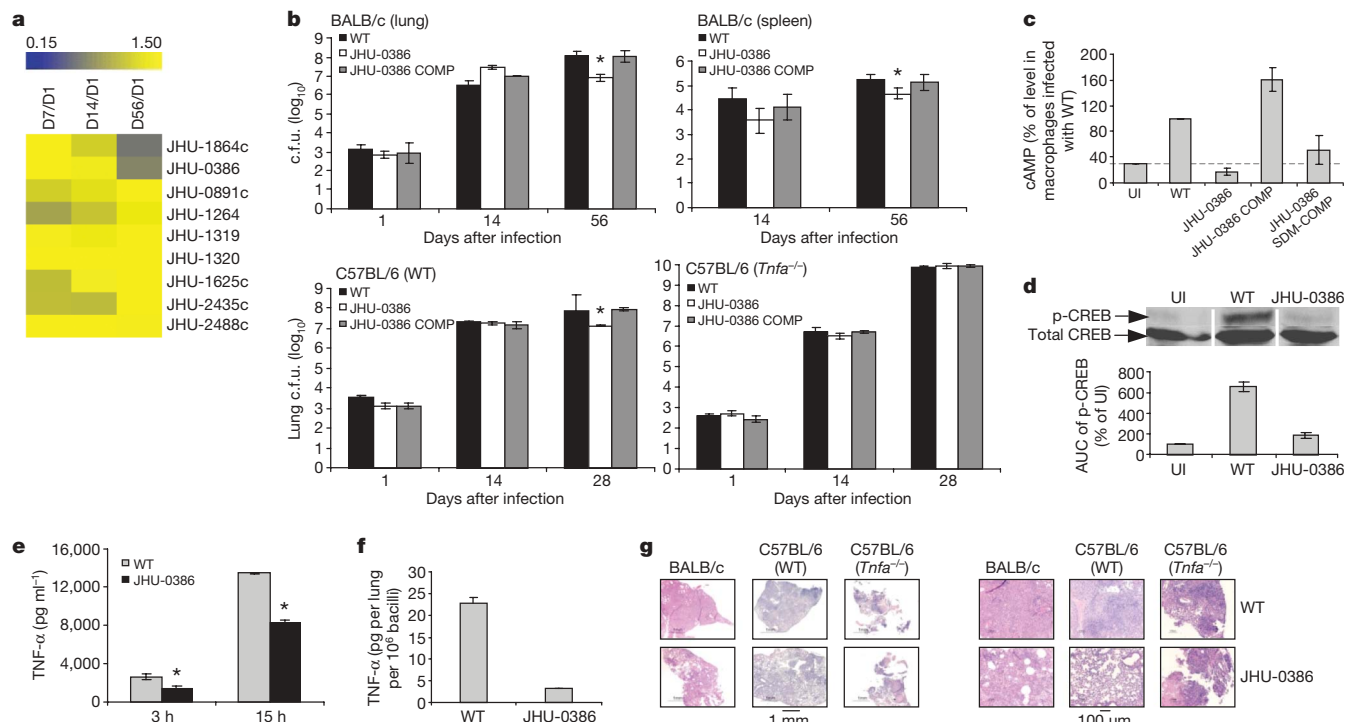 a
0.15 1.50
D7/D1
D14/D1
D56/D1
JHU-1864c
JHU-0386
JHU-0891c
JHU-1264
JHU-1319
JHU-1320
JHU-1625c
JHU-2435c
JHU-2488c
b
BALB/c (lung)
WT
JHU-0386
JHU-0386 COMP
c.f.u. (log10)
10
9
8
7
6
5
4
3
2
1
0
*
1 14 56
Days after infection
BALB/c (spleen)
WT
JHU-0386
JHU-0386 COMP
7
6
5
4
3
2
1
0
*
14 56
Days after infection
C57BL/6 (WT)
WT
JHU-0386
JHU-0386 COMP
Lung c.f.u. (log10)
10
9
8
7
6
5
4
3
2
1
0
*
1 14 28
Days after infection
C57BL/6 (Tnfa−/−)
WT
JHU-0386
JHU-0386 COMP
10
9
8
7
6
5
4
3
2
1
0
1 14 28
Days after infection
c
cAMP (% of level in
macrophages infected
with WT)
200
160
120
80
40
0
UI
WT
JHU-0386
JHU-0386 COMP
JHU-0386
SDM-COMP
d
UI WT JHU-0386
p-CREB
Total CREB
AUC of p-CREB
(% of UI)
800
600
400
200
UI WT JHU-0386
e
TNF-α (pg ml−1)
16,000
12,000
8,000
4,000
0
WT
JHU-0386
*
*
3 h 15 h
f
TNF-α (pg per lung
per 10⁶ bacilli)
30
25
20
15
10
5
0
WT JHU-0386
g
BALB/c
C57BL/6
(WT)
C57BL/6
(Tnfa−/−)
1 mm
BALB/c
C57BL/6
(WT)
C57BL/6
(Tnfa−/−)
WT
JHU-0386
100 μm